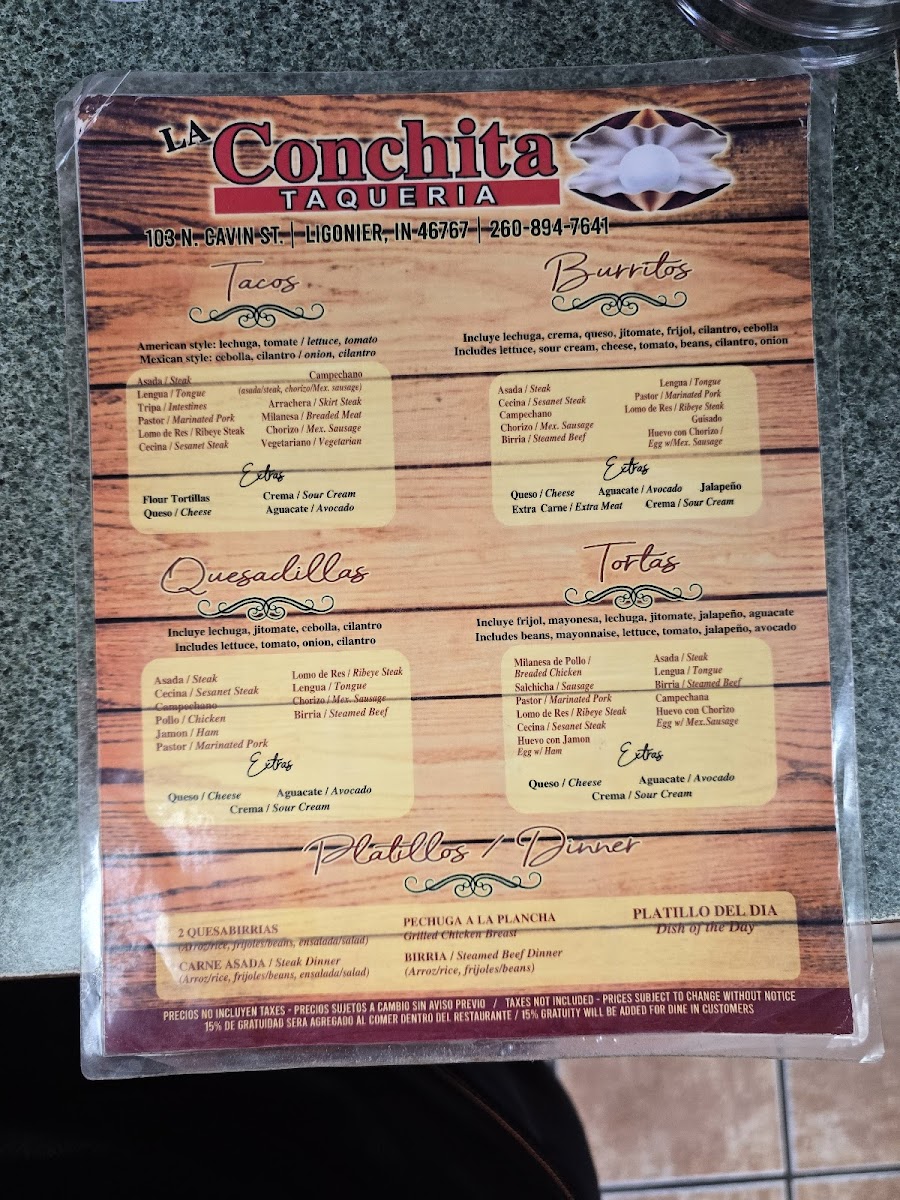 LA
Conchita
TAQUERIA
103 N. CAVIN ST. | LIGONIER, IN 46767 | 260-894-7641
Tacos
American style: lechuga, tomate / lettuce, tomato
Mexican style: cebolla, cilantro / onion, cilantro
Asada / Steak
Lengua / Tongue
Tripa / Intestines
Pastor / Marinated Pork
Lomo de Res / Ribeye Steak
Cecina / Sesanet Steak
Campechano
(asada/steak, chorizo/Mex. sausage)
Arrachera / Skirt Steak
Milanesa / Breaded Meat
Chorizo / Mex. Sausage
Vegetariano / Vegetarian
Extras
Flour Tortillas
Queso / Cheese
Crema / Sour Cream
Aguacate / Avocado
Burritos
Incluye lechuga, crema, queso, jitomate, frijol, cilantro, cebolla
Includes lettuce, sour cream, cheese, tomato, beans, cilantro, onion
Asada / Steak
Cecina / Sesanet Steak
Campechano
Chorizo / Mex. Sausage
Birria / Steamed Beef
Lengua / Tongue
Pastor / Marinated Pork
Lomo de Res / Ribeye Steak
Guisado
Huevo con Chorizo /
Egg w/Mex. Sausage
Extras
Queso / Cheese
Aguacate / Avocado
Jalapeño
Extra Carne / Extra Meat
Crema / Sour Cream
Quesadillas
Incluye lechuga, jitomate, cebolla, cilantro
Includes lettuce, tomato, onion, cilantro
Asada / Steak
Cecina / Sesanet Steak
Campechano
Pollo / Chicken
Jamon / Ham
Pastor / Marinated Pork
Lomo de Res / Ribeye Steak
Lengua / Tongue
Chorizo / Mex. Sausage
Birria / Steamed Beef
Extras
Queso / Cheese
Aguacate / Avocado
Crema / Sour Cream
Tortas
Incluye frijol, mayonesa, lechuga, jitomate, jalapeño, aguacate
Includes beans, mayonnaise, lettuce, tomato, jalapeño, avocado
Milanesa de Pollo /
Breaded Chicken
Salchicha / Sausage
Pastor / Marinated Pork
Lomo de Res / Ribeye Steak
Cecina / Sesanet Steak
Huevo con Jamon
Egg w/ Ham
Asada / Steak
Lengua / Tongue
Birria / Steamed Beef
Campechana
Huevo con Chorizo
Egg w/ Mex.Sausage
Extras
Queso / Cheese
Aguacate / Avocado
Crema / Sour Cream
Platillos / Dinner
2 QUESABIRRIAS
(Arroz/rice, frijoles/beans, ensalada/salad)
CARNE ASADA / Steak Dinner
(Arroz/rice, frijoles/beans, ensalada/salad)
PECHUGA A LA PLANCHA
Grilled Chicken Breast
BIRRIA / Steamed Beef Dinner
(Arroz/rice, frijoles/beans)
PLATILLO DEL DIA
Dish of the Day
PRECIOS NO INCLUYEN TAXES - PRECIOS SUJETOS A CAMBIO SIN AVISO PREVIO / TAXES NOT INCLUDED - PRICES SUBJECT TO CHANGE WITHOUT NOTICE
15% DE GRATUIDAD SERA AGREGADO AL COMER DENTRO DEL RESTAURANTE / 15% GRATUITY WILL BE ADDED FOR DINE IN CUSTOMERS